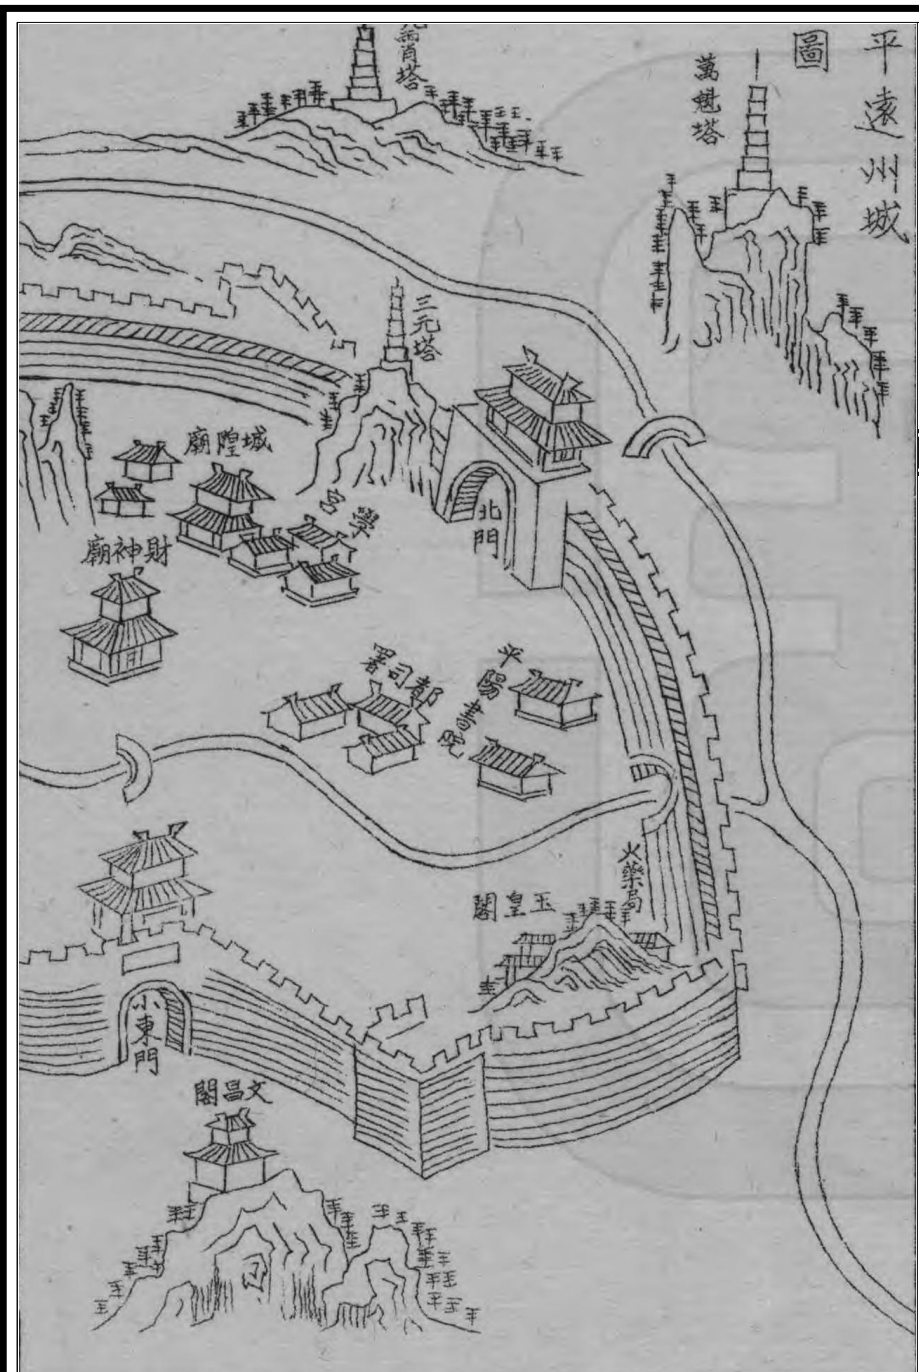 平遠州城
圖
萬魁塔
塔
三元塔
北門
城隍廟
學宮
財神廟
都司署
平陽書院
火藥局
玉皇閣
小東門
文昌閣